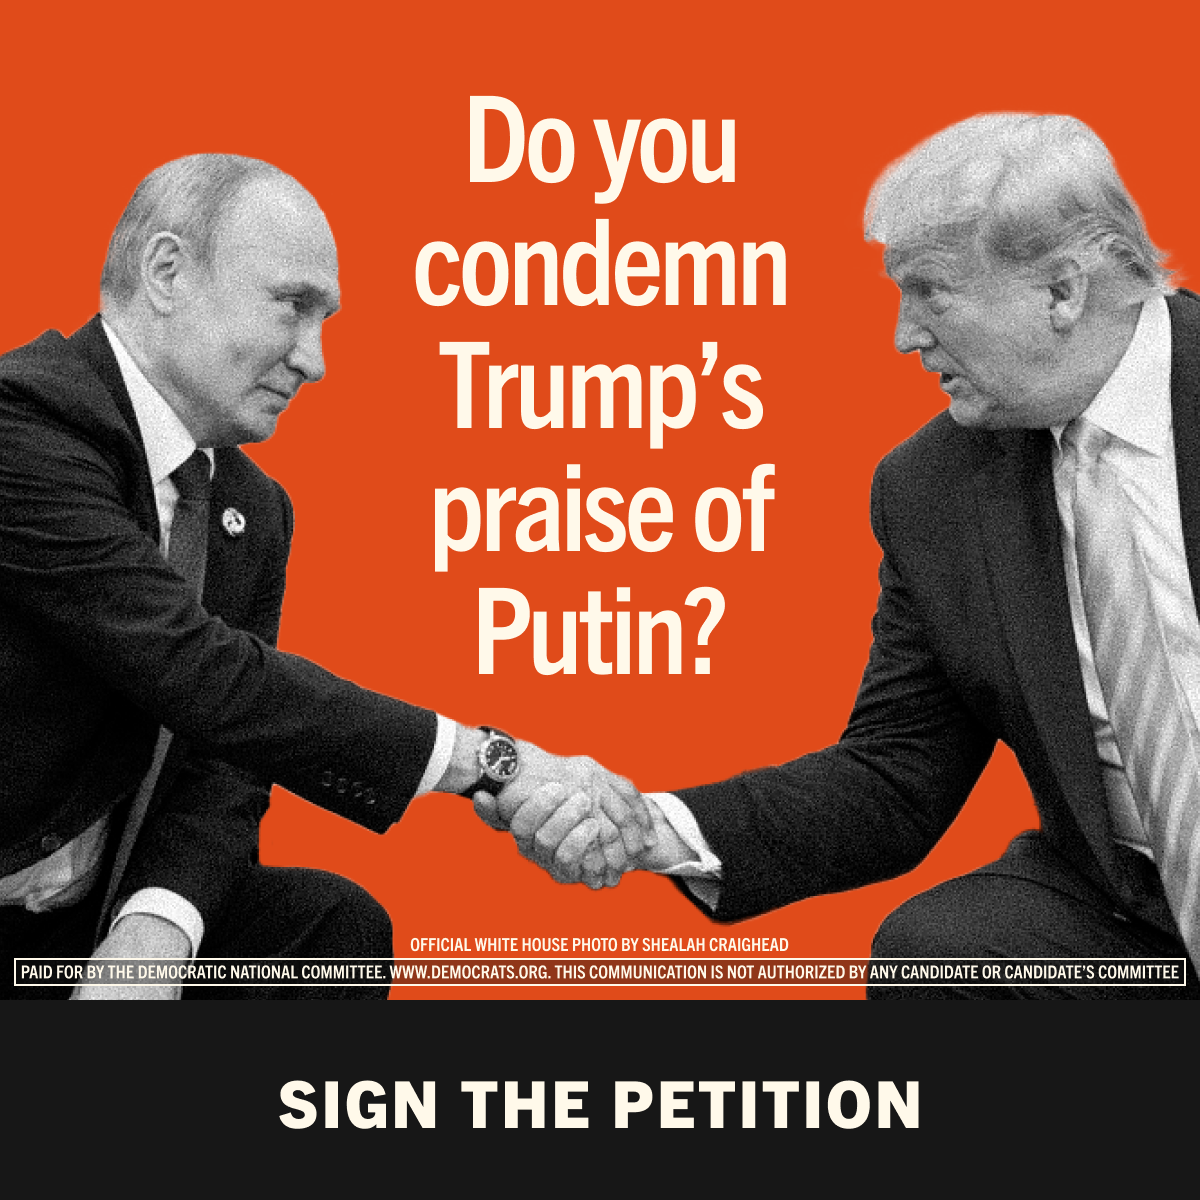 Do you
condemn
Trump’s
praise of
Putin?
OFFICIAL WHITE HOUSE PHOTO BY SHEALAH CRAIGHEAD
PAID FOR BY THE DEMOCRATIC NATIONAL COMMITTEE. WWW.DEMOCRATS.ORG. THIS COMMUNICATION IS NOT AUTHORIZED BY ANY CANDIDATE OR CANDIDATE’S COMMITTEE
SIGN THE PETITION